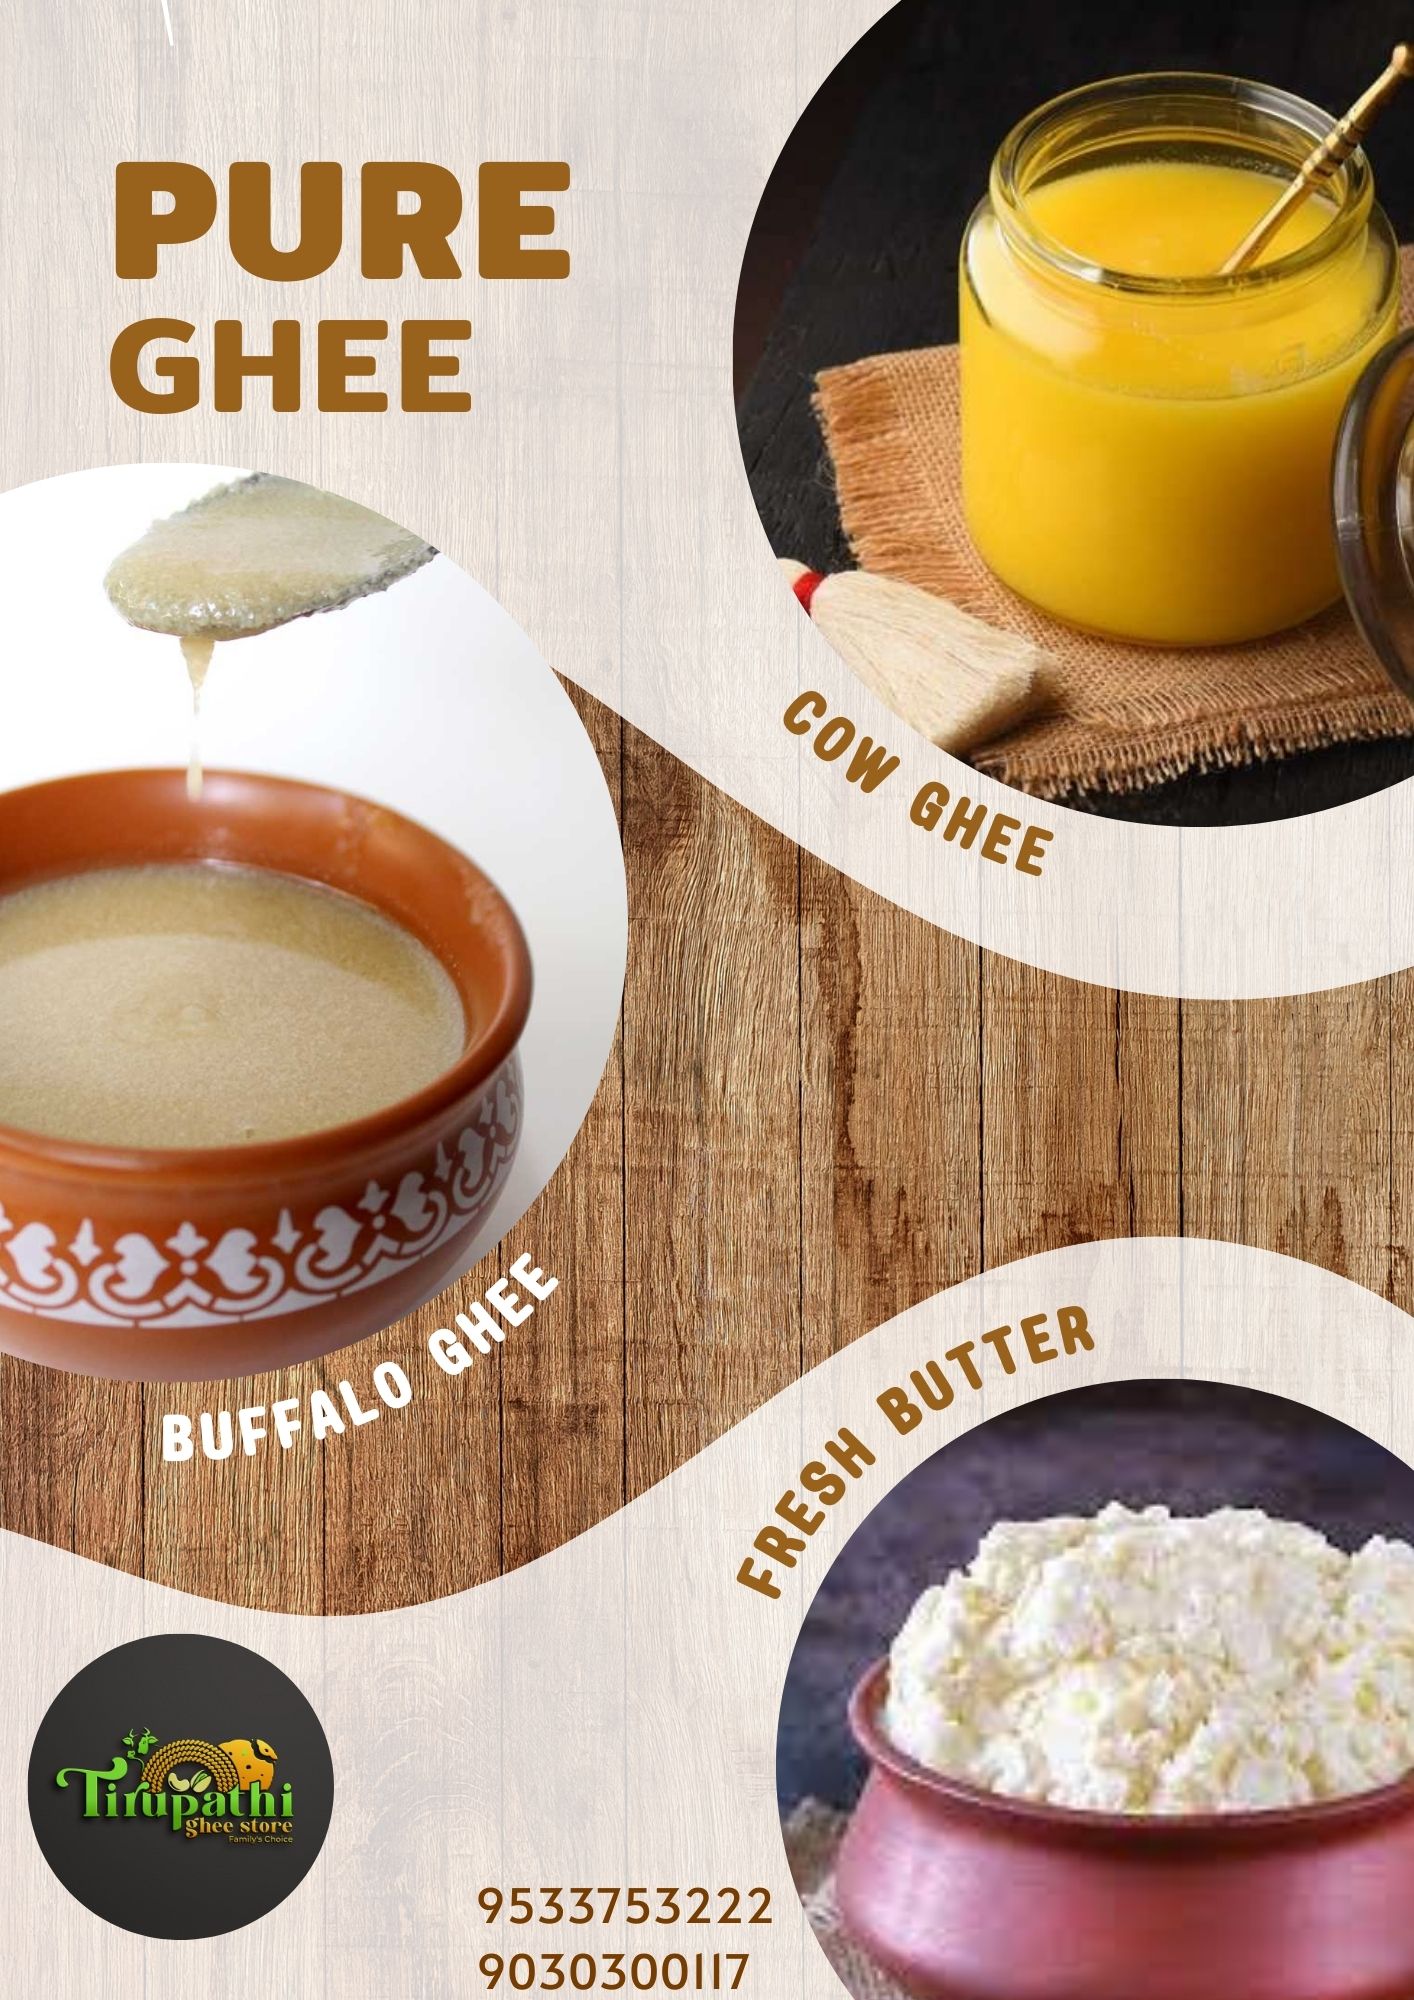 PURE
GHEE
COW GHEE
BUFFALO GHEE
FRESH BUTTER
Tirupathi
ghee store
Family's Choice
9533753222
9030300117